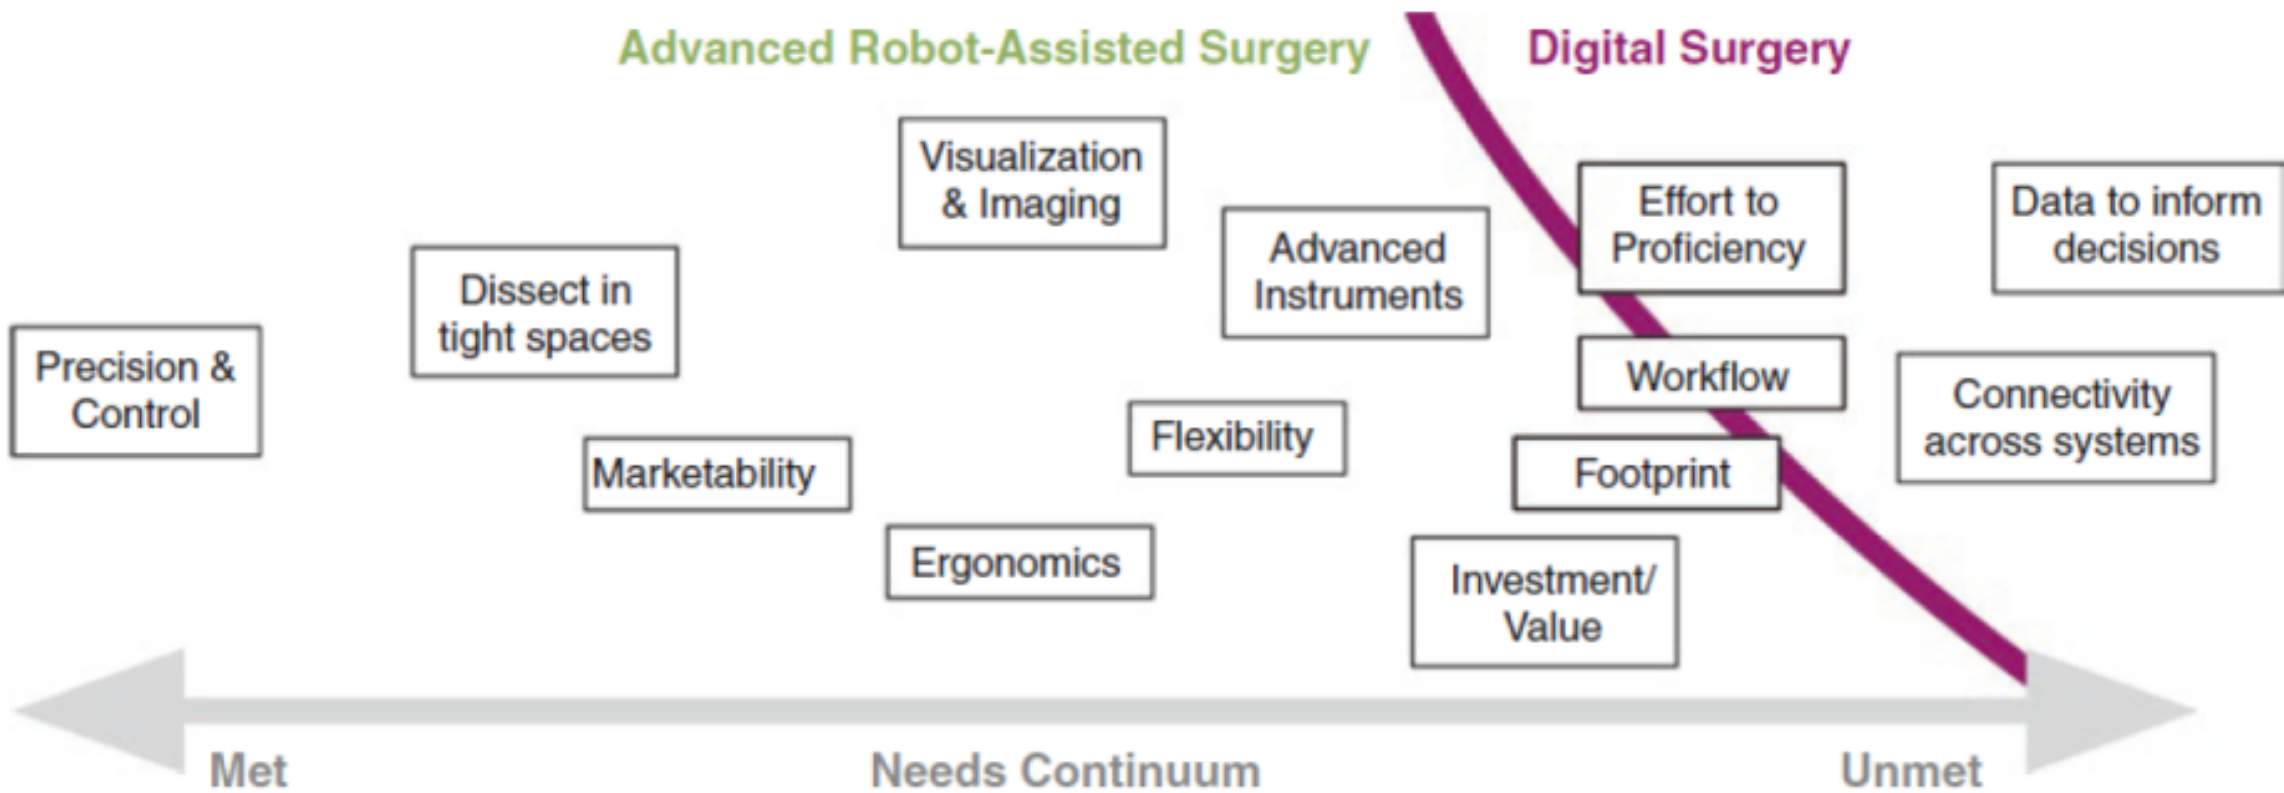 Advanced Robot-Assisted Surgery
Digital Surgery
Visualization
& Imaging
Effort to
Proficiency
Data to inform
decisions
Advanced
Instruments
Dissect in
tight spaces
Precision &
Control
Workflow
Connectivity
across systems
Flexibility
Marketability
Footprint
Ergonomics
Investment/
Value
Met
Needs Continuum
Unmet